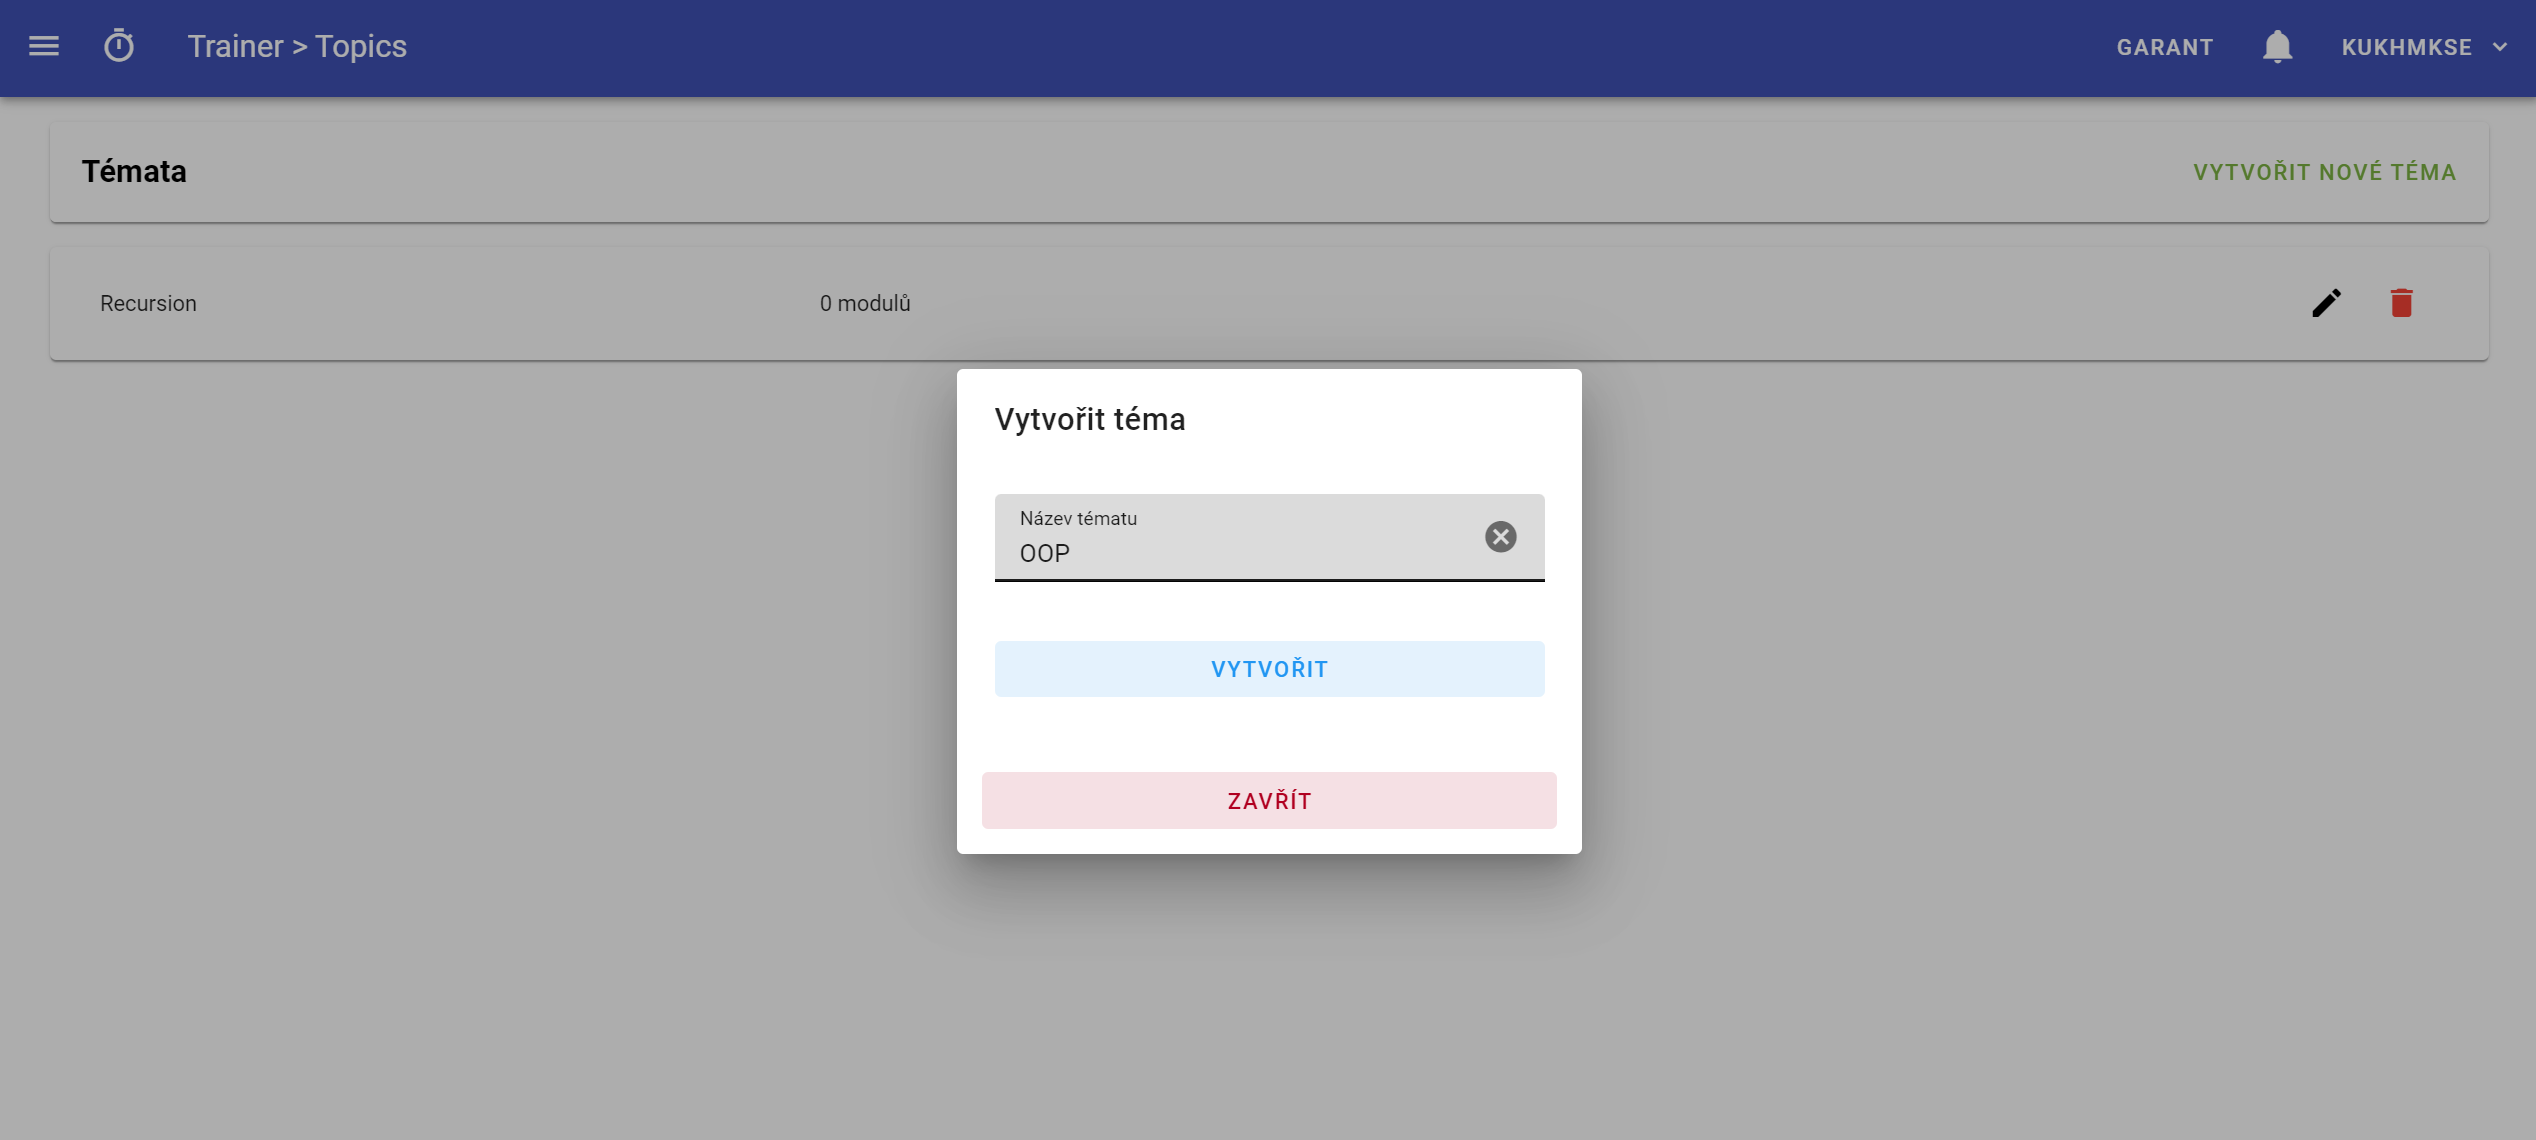 Trainer > Topics
GARANT
KUKHMKSE
Témata
VYTVOŘIT NOVÉ TÉMA
Recursion
0 modulů
Vytvořit téma
Název tématu
OOP
VYTVOŘIT
ZAVŘÍT